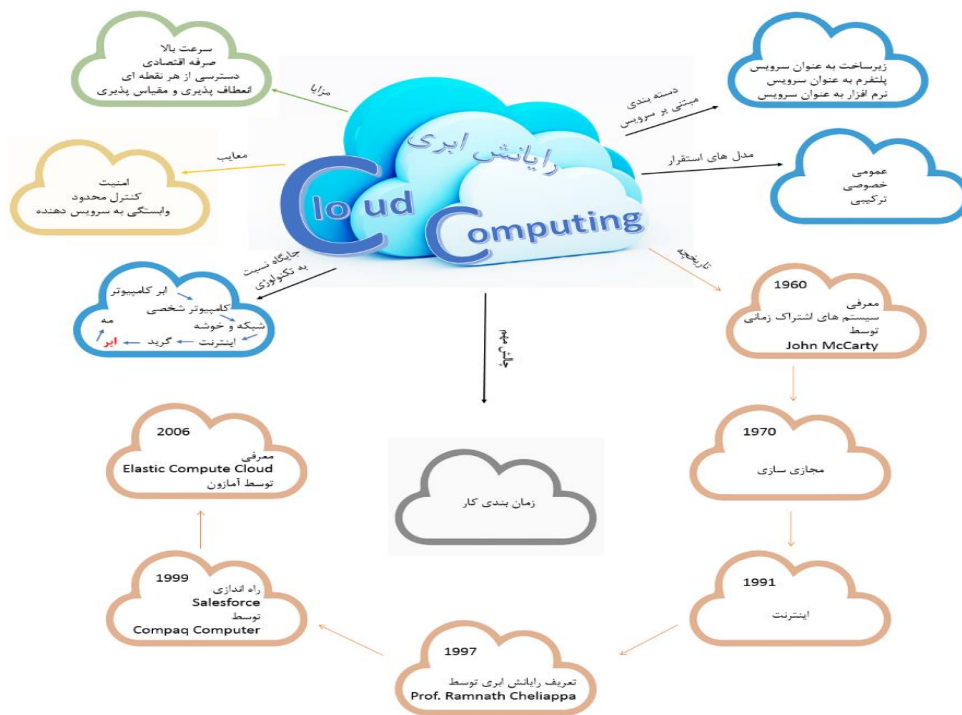 رایانش ابری
Cloud
Computing
مزایا
سرعت بالا
صرفه اقتصادی
دسترسی از هر نقطه ای
انعطاف پذیری و مقیاس پذیری
معایب
امنیت
کنترل محدود
وابستگی به سرویس دهنده
جایگاه نسبت
به تکنولوژی
ابر کامپیوتر
کامپیوتر شخصی
شبکه و خوشه
اینترنت
گرید
ابر
مه
دسته بندی
مبتنی بر سرویس
زیرساخت به عنوان سرویس
پلتفرم به عنوان سرویس
نرم افزار به عنوان سرویس
مدل های استقرار
عمومی
خصوصی
ترکیبی
چالش مهم
زمان بندی کار
تاریخچه
1960
معرفی
سیستم های اشتراک زمانی
توسط
John McCarty
1970
مجازی سازی
1991
اینترنت
1997
تعریف رایانش ابری توسط
Prof. Ramnath Cheliappa
1999
راه اندازی
Salesforce
توسط
Compaq Computer
2006
معرفی
Elastic Compute Cloud
توسط آمازون